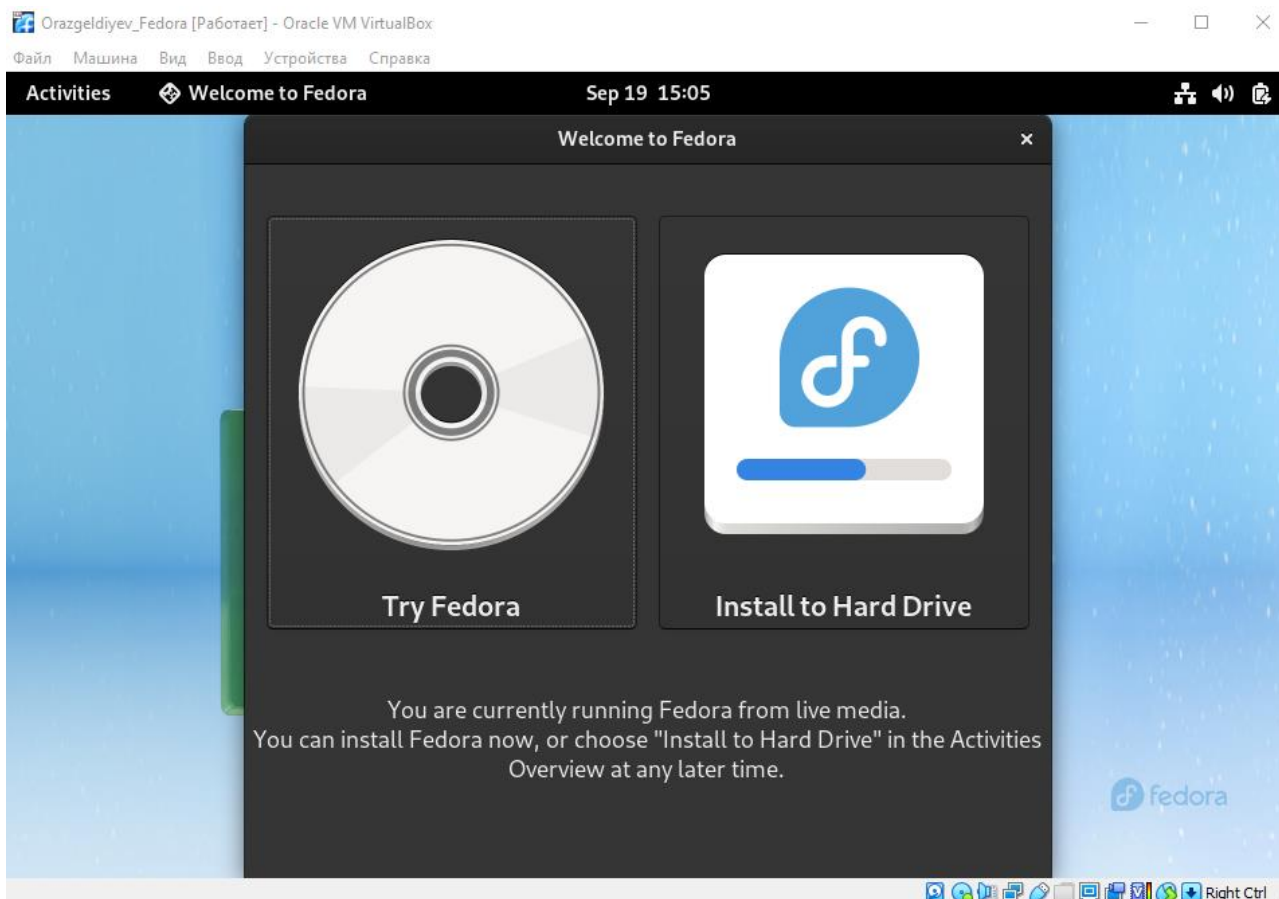 Orazgeldiyev_Fedora [Работает] - Oracle VM VirtualBox
Файл Машина Вид Ввод Устройства Справка
Activities Welcome to Fedora Sep 19 15:05
Welcome to Fedora
Try Fedora Install to Hard Drive
You are currently running Fedora from live media.
You can install Fedora now, or choose "Install to Hard Drive" in the Activities
Overview at any later time.
fedora
Right Ctrl